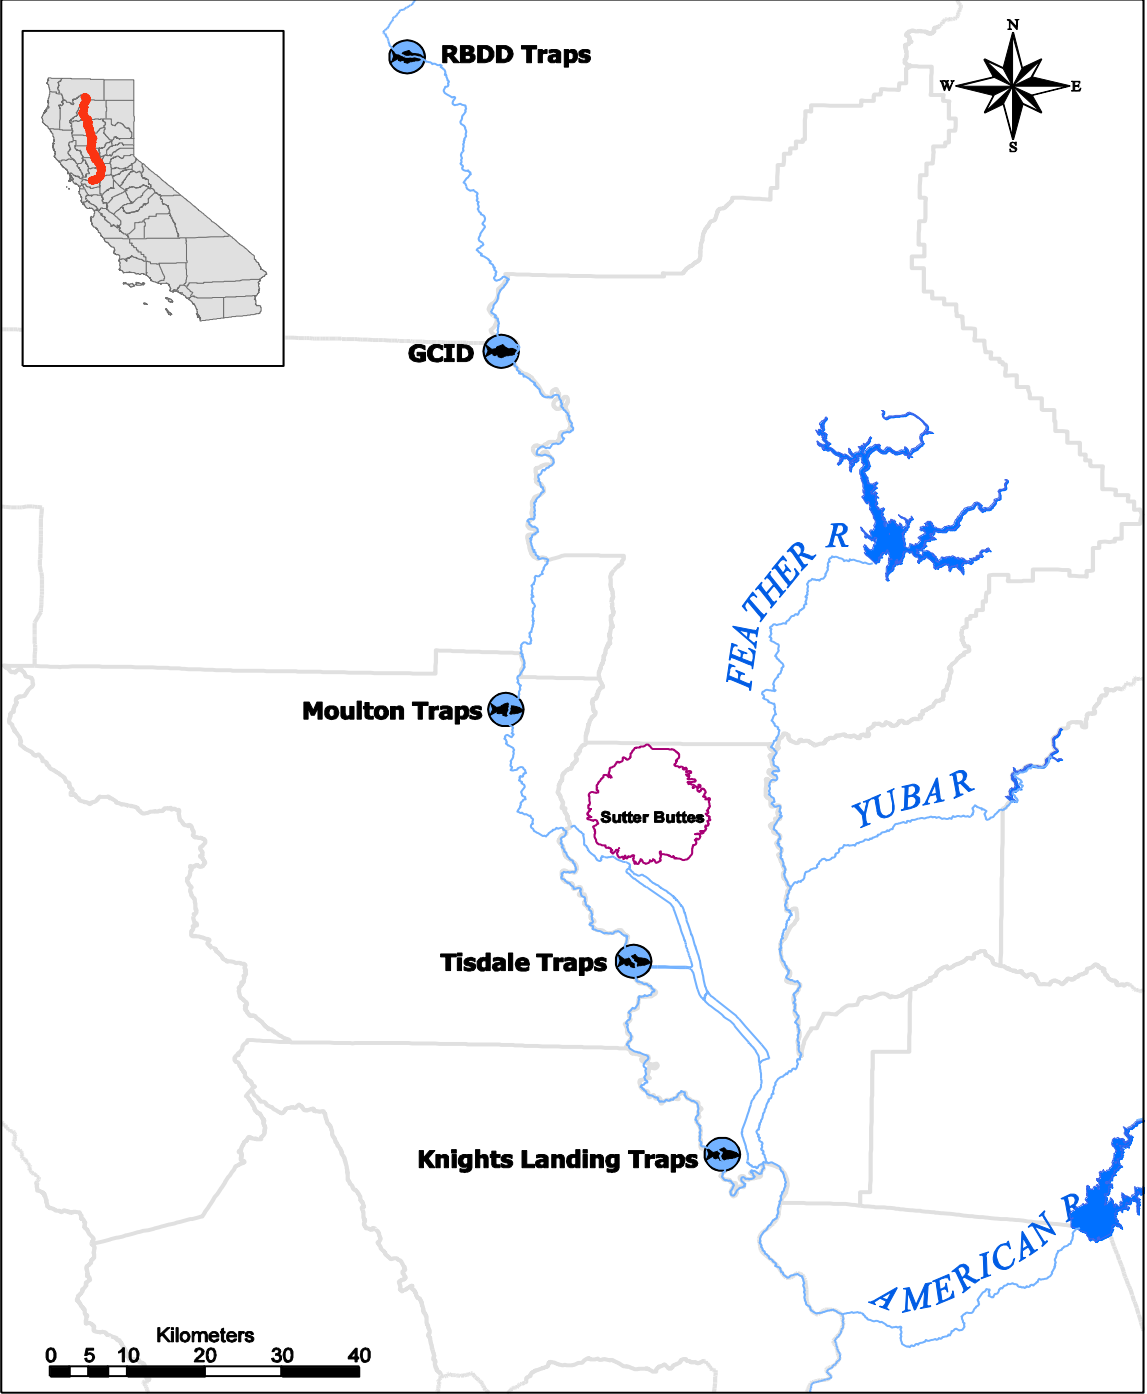 RBDD Traps
N
W
E
S
GCID
FEATHER R
Moulton Traps
YUBA R
Sutter Buttes
Tisdale Traps
Knights Landing Traps
AMERICAN R
Kilometers
0 5 10 20 30 40